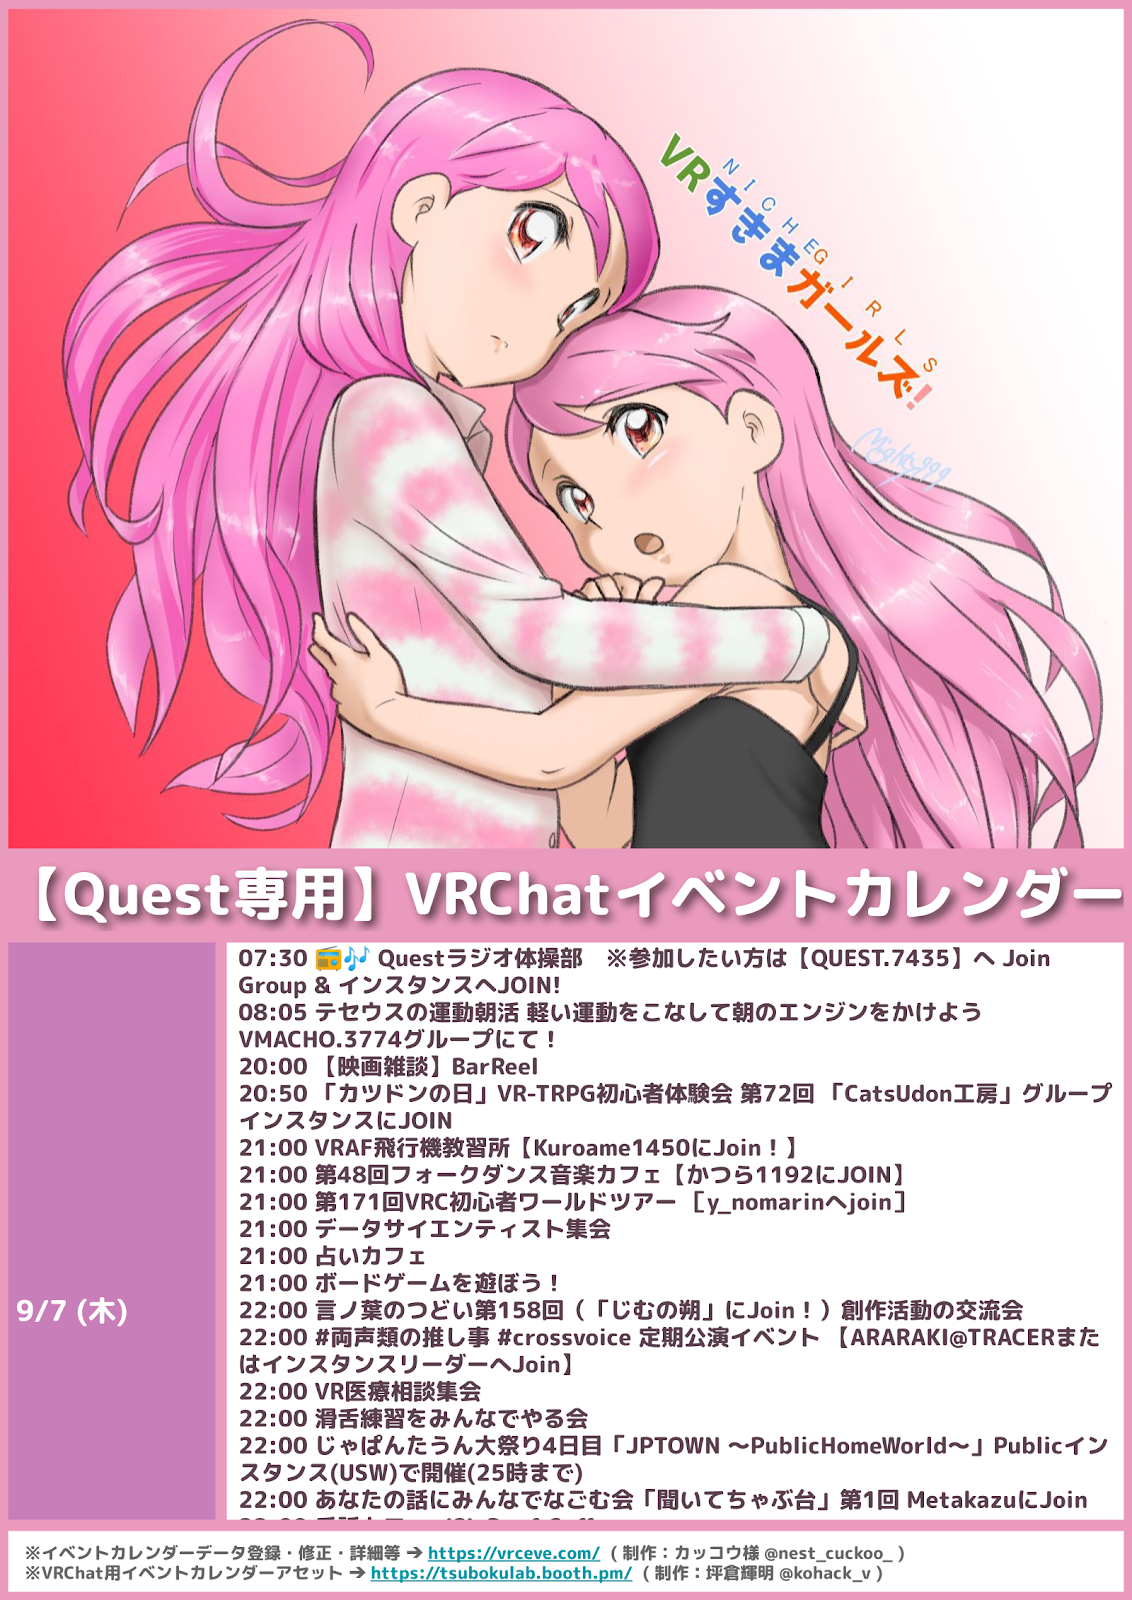 NICHE GIRLS
VRすきまガールズ!
Mighty999
【Quest専用】VRChatイベントカレンダー
9/7 (木)
07:30 📻🎶 Questラジオ体操部　※参加したい方は【QUEST.7435】へ Join
Group & インスタンスへJOIN!
08:05 テセウスの運動朝活 軽い運動をこなして朝のエンジンをかけよう
VMACHO.3774グループにて！
20:00 【映画雑談】BarReel
20:50 「カツドンの日」VR-TRPG初心者体験会 第72回 「CatsUdon工房」グループ
インスタンスにJOIN
21:00 VRAF飛行機教習所【Kuroame1450にJoin！】
21:00 第48回フォークダンス音楽カフェ【かつら1192にJOIN】
21:00 第171回VRC初心者ワールドツアー ［y_nomarinへjoin］
21:00 データサイエンティスト集会
21:00 占いカフェ
21:00 ボードゲームを遊ぼう！
22:00 言ノ葉のつどい第158回（「じむの朔」にJoin！）創作活動の交流会
22:00 #両声類の推し事 #crossvoice 定期公演イベント 【ARARAKI@TRACERまた
はインスタンスリーダーへJoin】
22:00 VR医療相談集会
22:00 滑舌練習をみんなでやる会
22:00 じゃぱんたうん大祭り4日目「JPTOWN ～PublicHomeWorld～」Publicイン
スタンス(USW)で開催(25時まで)
22:00 あなたの話にみんなでなごむ会「聞いてちゃぶ台」第1回 MetakazuにJoin
※イベントカレンダーデータ登録・修正・詳細等 ➔ https://vrceve.com/ ( 制作：カッコウ様 @nest_cuckoo_ )
※VRChat用イベントカレンダーアセット ➔ https://tsubokulab.booth.pm/ ( 制作：坪倉輝明 @kohack_v )